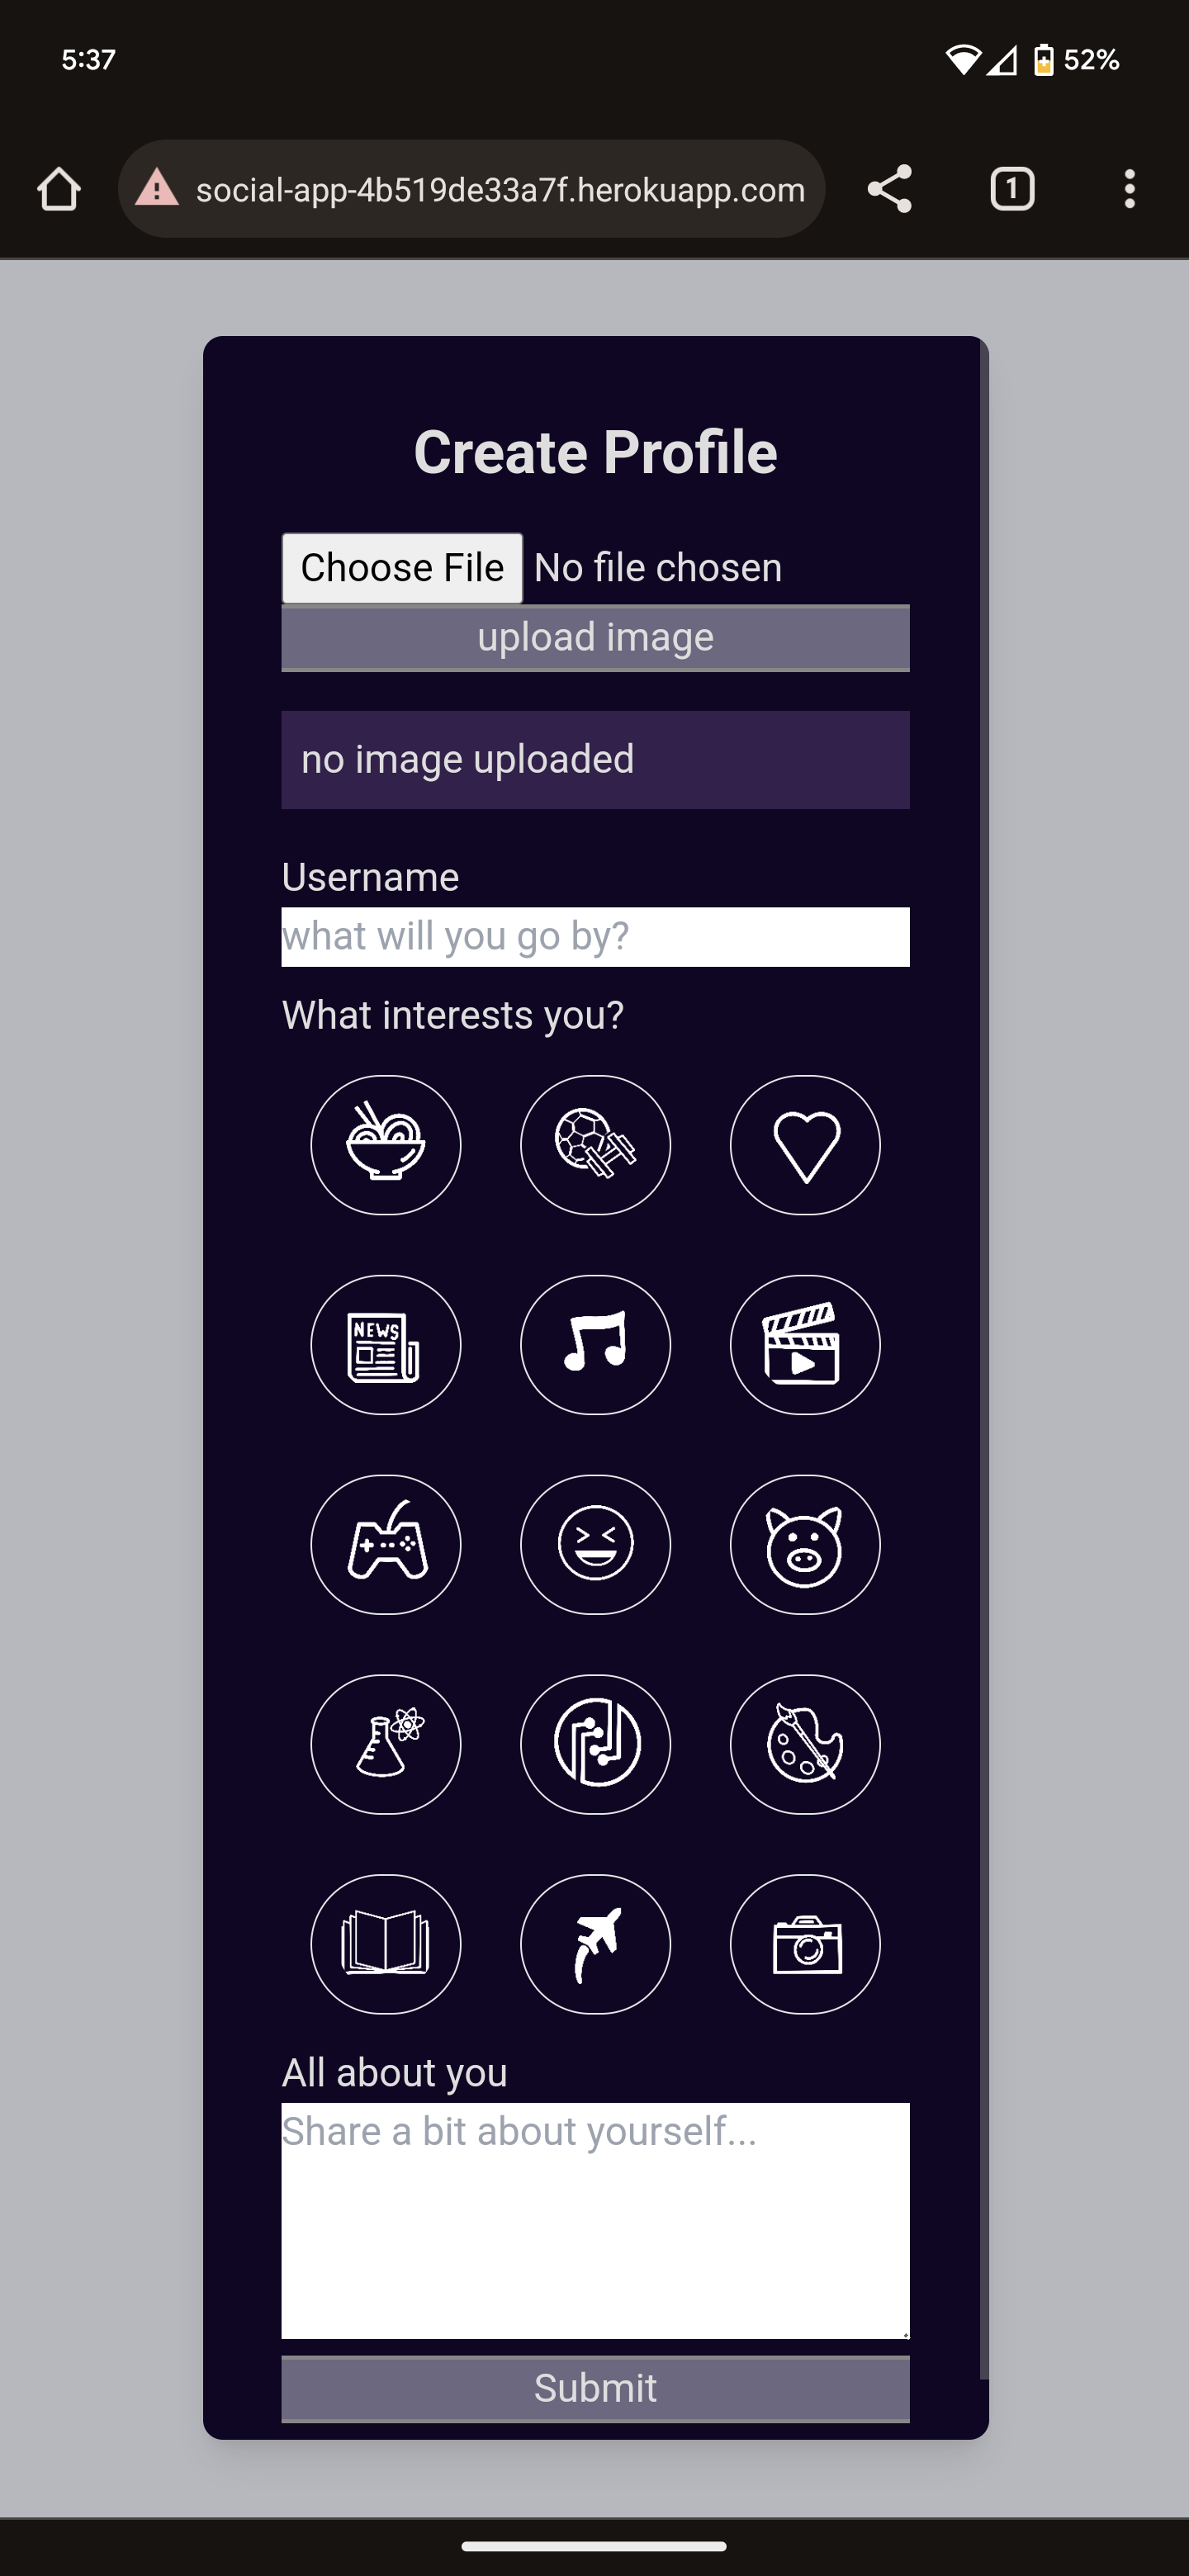 5:37
52%
social-app-4b519de33a7f.herokuapp.com
1
Create Profile
Choose File No file chosen
upload image
no image uploaded
Username
what will you go by?
What interests you?
NEWS
All about you
Share a bit about yourself...
Submit